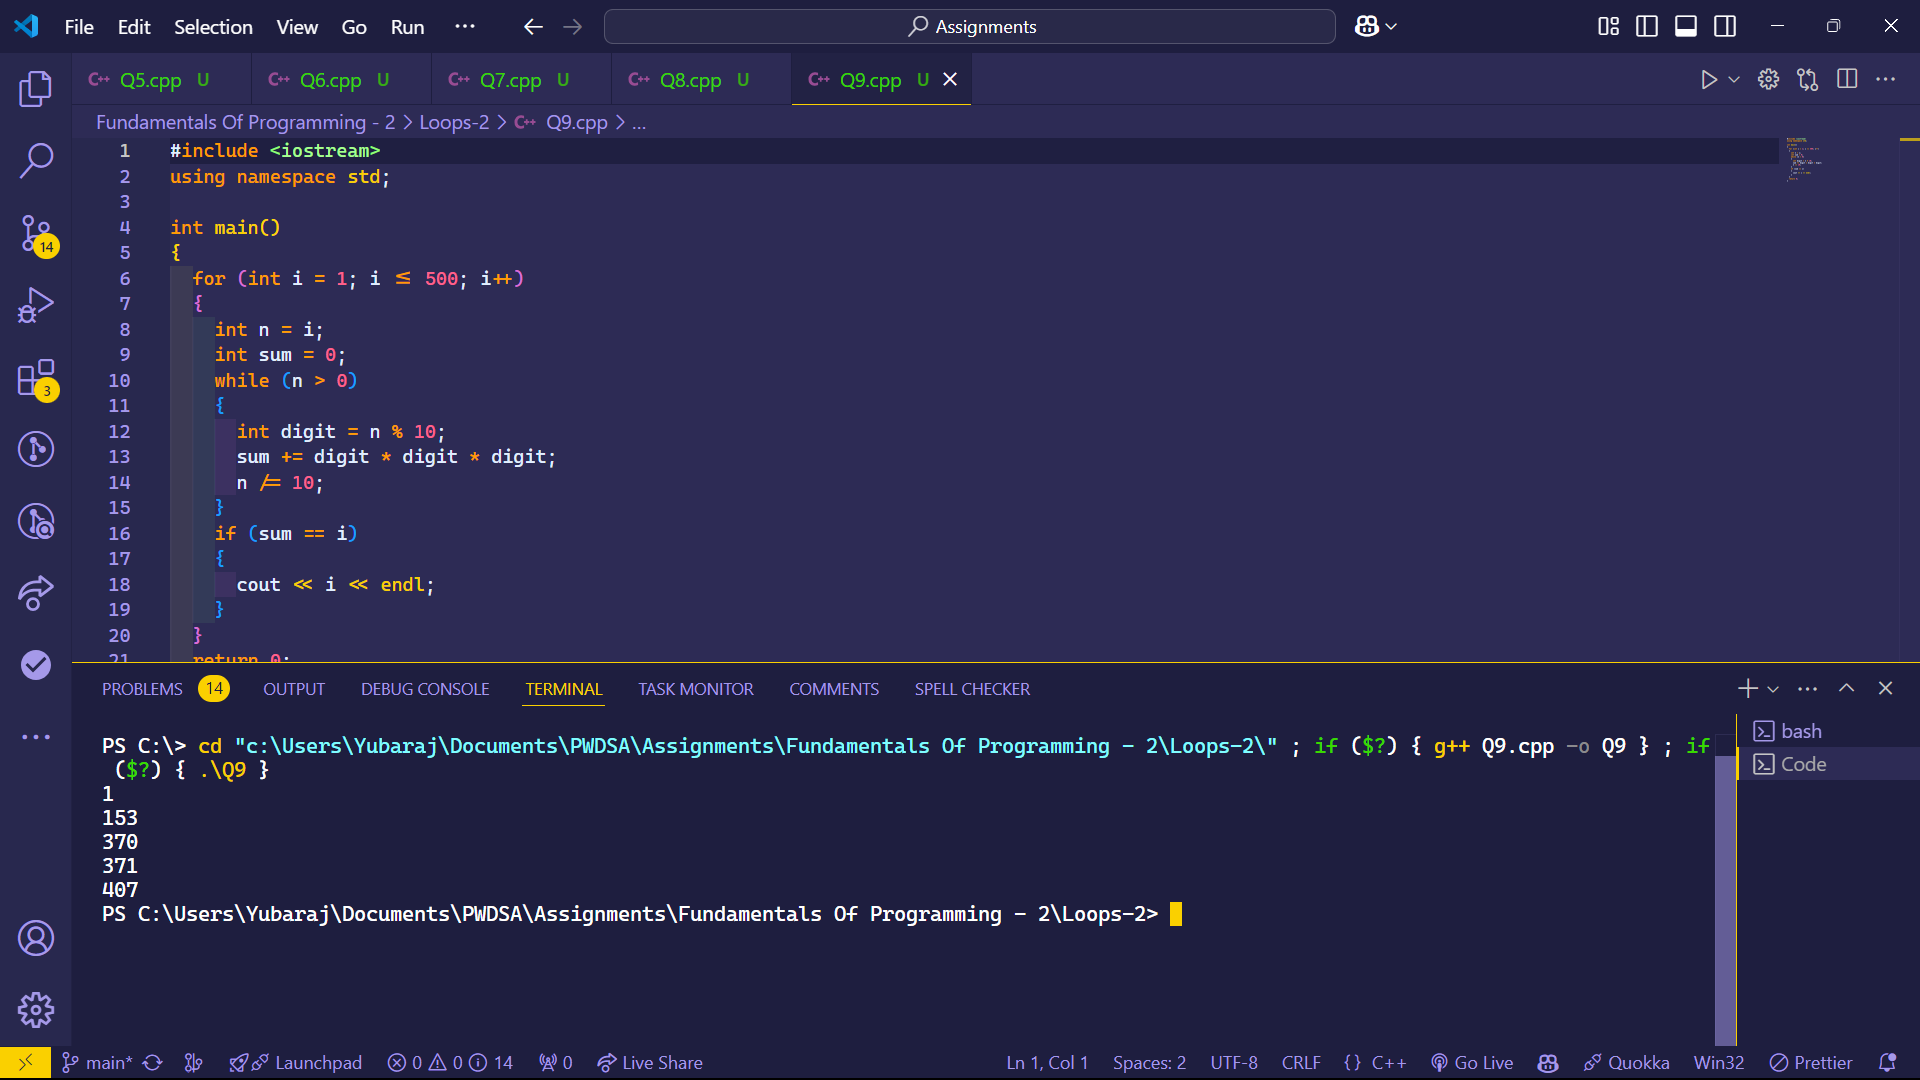 File Edit Selection View Go Run ··· Assignments
Q5.cpp U Q6.cpp U Q7.cpp U Q8.cpp U Q9.cpp U
Fundamentals Of Programming - 2 > Loops-2 > Q9.cpp > ...
1 #include <iostream>
2 using namespace std;
3
4 int main()
5 {
6 for (int i = 1; i <= 500; i++)
7 {
8 int n = i;
9 int sum = 0;
10 while (n > 0)
11 {
12 int digit = n % 10;
13 sum += digit * digit * digit;
14 n /= 10;
15 }
16 if (sum == i)
17 {
18 cout << i << endl;
19 }
20 }
21 return 0;
14
3
PROBLEMS 14 OUTPUT DEBUG CONSOLE TERMINAL TASK MONITOR COMMENTS SPELL CHECKER
PS C:\> cd "c:\Users\Yubaraj\Documents\PWDSA\Assignments\Fundamentals Of Programming - 2\Loops-2\" ; if ($?) { g++ Q9.cpp -o Q9 } ; if
($?) { .\Q9 }
1
153
370
371
407
PS C:\Users\Yubaraj\Documents\PWDSA\Assignments\Fundamentals Of Programming - 2\Loops-2>
bash
Code
main* Launchpad 0 0 14 0 Live Share Ln 1, Col 1 Spaces: 2 UTF-8 CRLF {} C++ Go Live Quokka Win32 Prettier